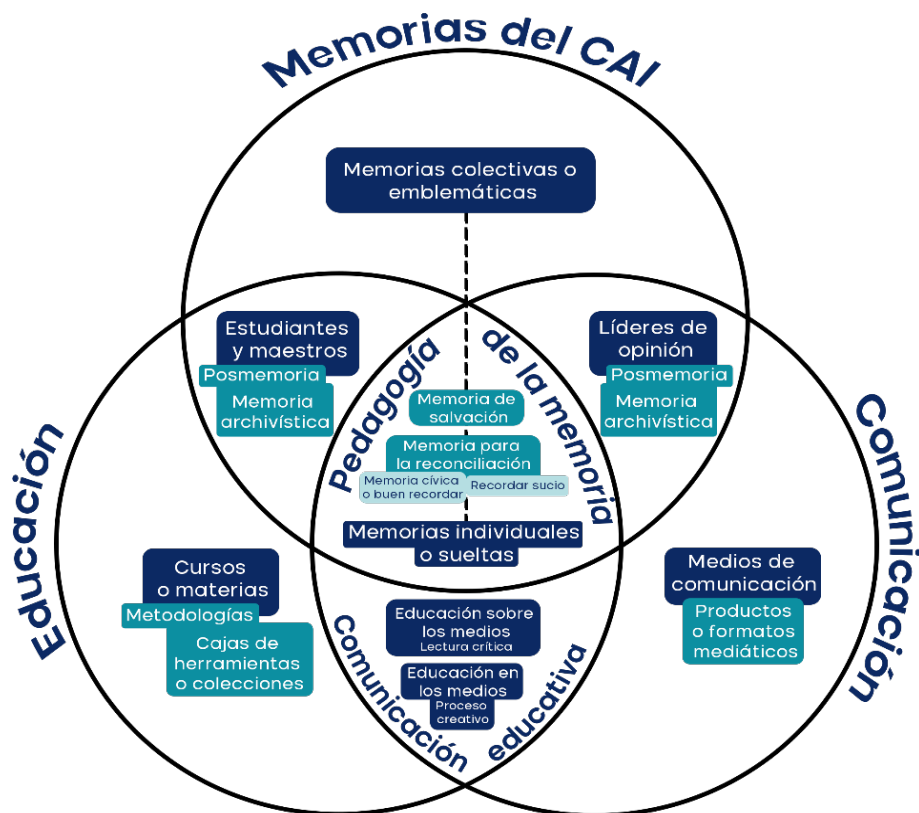 Memorias del CAI
Memorias colectivas o
emblemáticas
Estudiantes
y maestros
Posmemoria
Memoria
archivística
Líderes de
opinión
Posmemoria
Memoria
archivística
Pedagogía
de la memoria
Memoria de
salvación
Memoria para
la reconciliación
Memoria cívica
o buen recordar
Recordar sucio
Memorias individuales
o sueltas
Educación
Comunicación
Cursos
o materias
Metodologías
Cajas de
herramientas
o colecciones
Medios de
comunicación
Productos
o formatos
mediáticos
Comunicación
educativa
Educación sobre
los medios
Lectura crítica
Educación en
los medios
Proceso
creativo